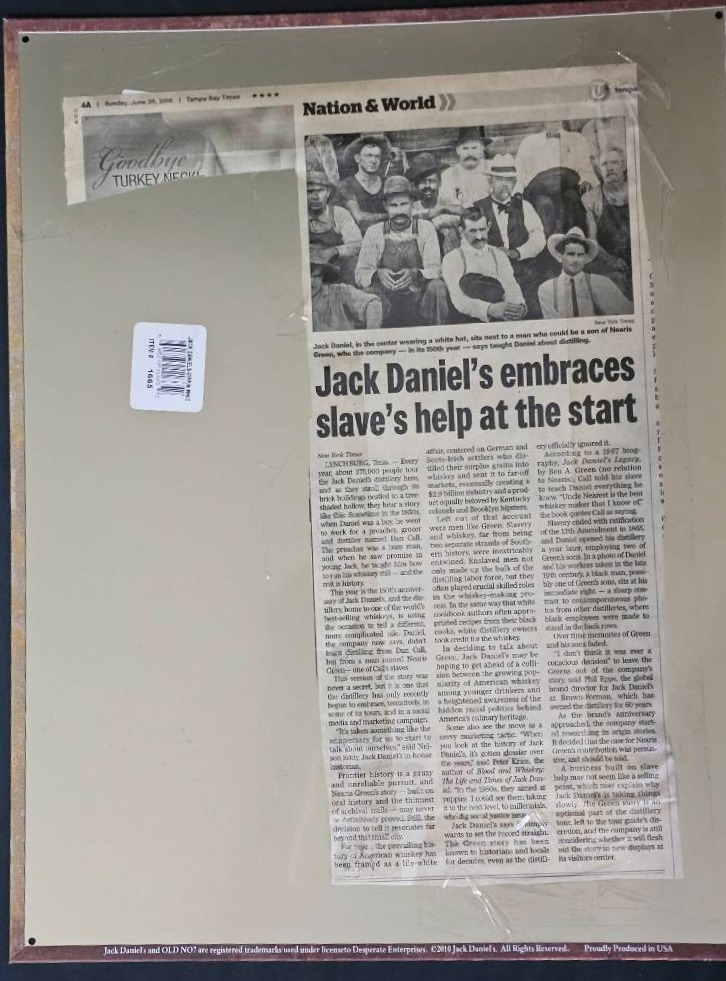 4A | Sunday, June 26, 2016 | Tampa Bay Times ★★★★
Goodbye
TURKEY NECK!
Nation & World
New York Times
Jack Daniel, in the center wearing a white hat, sits next to a man who could be a son of Nearis
Green, who the company — in its 150th year — says taught Daniel about distilling.
Jack Daniel's embraces
slave's help at the start
New York Times
LYNCHBURG, Tenn. — Every
year, about 275,000 people tour
the Jack Daniel's distillery here,
and as they stroll through its
brick buildings nestled in a tree-
shaded hollow, they hear a story
like this: Sometime in the 1850s,
when Daniel was a boy, he went
to work for a preacher, grocer
and distiller named Dan Call.
The preacher was a busy man,
and when he saw promise in
young Jack, he taught him how
to run his whiskey still — and the
rest is history.
This year is the 150th anniver-
sary of Jack Daniel's, and the dis-
tillery, home to one of the world's
best-selling whiskeys, is using
the occasion to tell a different,
more complicated tale. Daniel,
the company now says, didn't
learn distilling from Dan Call,
but from a man named Nearis
Green — one of Call's slaves.
This version of the story was
never a secret, but it is one that
the distillery has only recently
begun to embrace, tentatively, in
some of its tours, and in a social
media and marketing campaign.
"It's taken something like the
anniversary for us to start to
talk about ourselves," said Nel-
son Eddy, Jack Daniel's in-house
historian.
Frontier history is a gauzy
and unreliable pursuit, and
Nearis Green's story — built on
oral history and the thinnest
of archival trails — may never
be definitively proved. Still, the
decision to tell it resonates far
beyond this small city.
For years, the prevailing his-
tory of American whiskey has
been framed as a lily-white
affair, centered on German and
Scots-Irish settlers who dis-
tilled their surplus grains into
whiskey and sent it to far-off
markets, eventually creating a
$2.9 billion industry and a prod-
uct equally beloved by Kentucky
colonels and Brooklyn hipsters.
Left out of that account
were men like Green. Slavery
and whiskey, far from being
two separate strands of South-
ern history, were inextricably
entwined. Enslaved men not
only made up the bulk of the
distilling labor force, but they
often played crucial skilled roles
in the whiskey-making pro-
cess. In the same way that white
cookbook authors often appro-
priated recipes from their black
cooks, white distillery owners
took credit for the whiskey.
In deciding to talk about
Green, Jack Daniel's may be
hoping to get ahead of a colli-
sion between the growing pop-
ularity of American whiskey
among younger drinkers and
a heightened awareness of the
hidden racial politics behind
America's culinary heritage.
Some also see the move as a
savvy marketing tactic. "When
you look at the history of Jack
Daniel's, it's gotten glossier over
the years," said Peter Krass, the
author of Blood and Whiskey:
The Life and Times of Jack Dan-
iel. "In the 1980s, they aimed at
yuppies. I could see them taking
it to the next level, to millennials,
who dig social justice issues."
Jack Daniel's says it simply
wants to set the record straight.
The Green story has been
known to historians and locals
for decades, even as the distill-
ery officially ignored it.
According to a 1967 biog-
raphy, Jack Daniel's Legacy,
by Ben A. Green (no relation
to Nearis), Call told his slave
to teach Daniel everything he
knew. "Uncle Nearest is the best
whiskey maker that I know of,"
the book quotes Call as saying.
Slavery ended with ratification
of the 13th Amendment in 1865,
and Daniel opened his distillery
a year later, employing two of
Green's sons. In a photo of Daniel
and his workers taken in the late
19th century, a black man, possi-
bly one of Green's sons, sits at his
immediate right — a sharp con-
trast to contemporaneous pho-
tos from other distilleries, where
black employees were made to
stand in the back rows.
Over time memories of Green
and his sons faded.
"I don't think it was ever a
conscious decision" to leave the
Greens out of the company's
story, said Phil Epps, the global
brand director for Jack Daniel's
at Brown-Forman, which has
owned the distillery for 60 years.
As the brand's anniversary
approached, the company start-
ed researching its origin stories.
It decided that the case for Nearis
Green's contribution was persua-
sive, and should be told.
A business built on slave
help may not seem like a selling
point, which may explain why
Jack Daniel's is taking things
slowly. The Green story is an
optional part of the distillery
tour, left to the tour guide's dis-
cretion, and the company is still
considering whether it will flesh
out the story in new displays at
its visitors center.
ITEM # 1665
Jack Daniel's and OLD NO7 are registered trademarks used under license to Desperate Enterprises. ©2010 Jack Daniel's. All Rights Reserved. Proudly Produced in USA